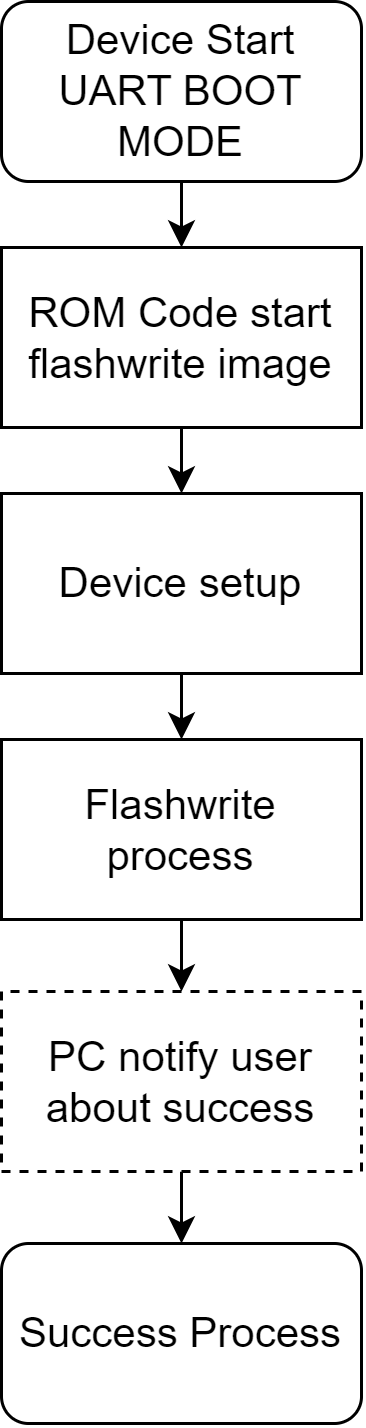 Device Start
UART BOOT
MODE
ROM Code start
flashwrite image
Device setup
Flashwrite
process
PC notify user
about success
Success Process